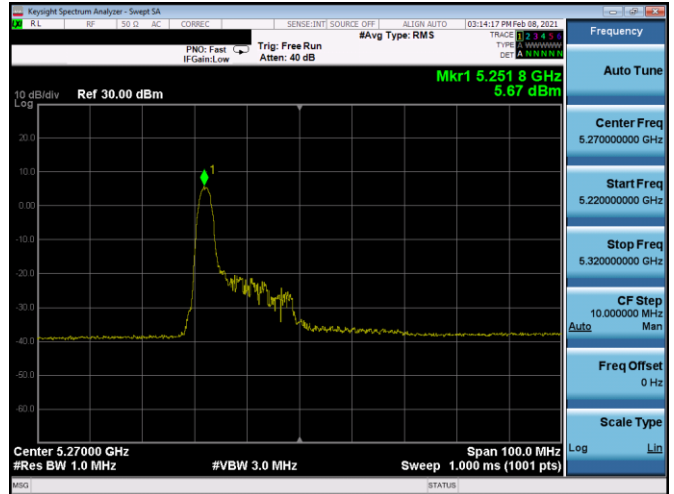 Keysight Spectrum Analyzer - Swept SA
RL RF 50 Ω AC CORREC SENSE:INT SOURCE OFF ALIGN AUTO 03:14:17 PM Feb 08, 2021
#Avg Type: RMS
TRACE 1 2 3 4 5 6
PNO: Fast Trig: Free Run
TYPE A WWWWW
IFGain:Low Atten: 40 dB
DET A N N N N N
Mkr1 5.251 8 GHz
10 dB/div Ref 30.00 dBm 5.67 dBm
Log
20.0
10.0
1
0.00
-10.0
-20.0
-30.0
-40.0
-50.0
-60.0
Center 5.27000 GHz Span 100.0 MHz
#Res BW 1.0 MHz #VBW 3.0 MHz Sweep 1.000 ms (1001 pts)
MSG STATUS
Frequency
Auto Tune
Center Freq
5.270000000 GHz
Start Freq
5.220000000 GHz
Stop Freq
5.320000000 GHz
CF Step
10.000000 MHz
Auto Man
Freq Offset
0 Hz
Scale Type
Log Lin